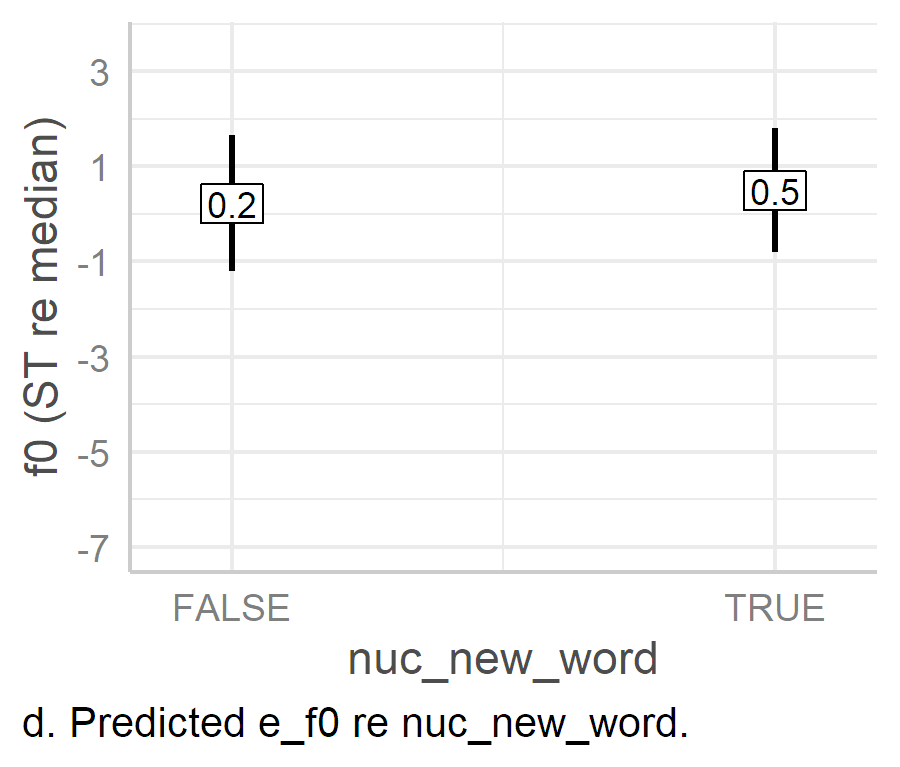 f0 (ST re median)
3
1
-1
-3
-5
-7
0.2
0.5
FALSE
TRUE
nuc_new_word
d. Predicted e_f0 re nuc_new_word.